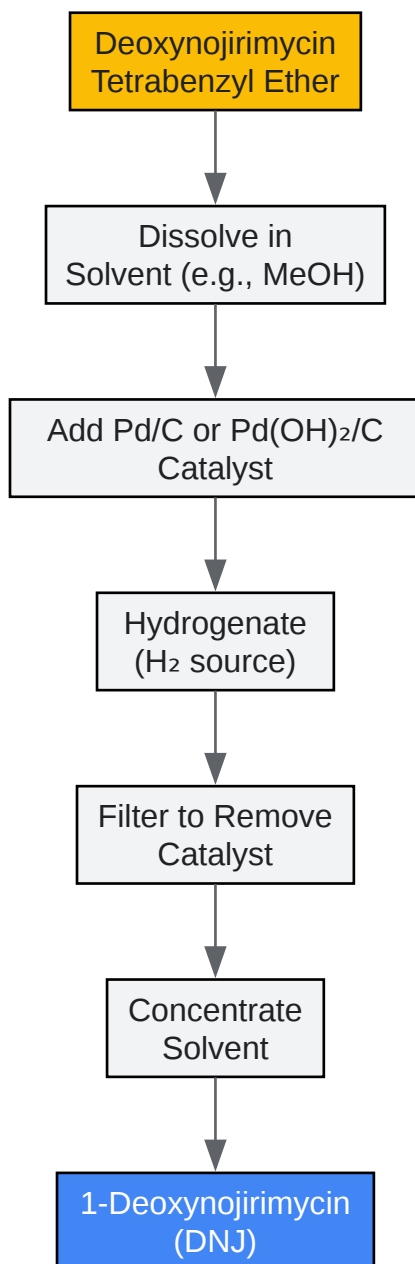 Deoxynojirimycin
Tetrabenzyl Ether
Dissolve in
Solvent (e.g., MeOH)
Add Pd/C or Pd(OH)₂/C
Catalyst
Hydrogenate
(H₂ source)
Filter to Remove
Catalyst
Concentrate
Solvent
1-Deoxynojirimycin
(DNJ)